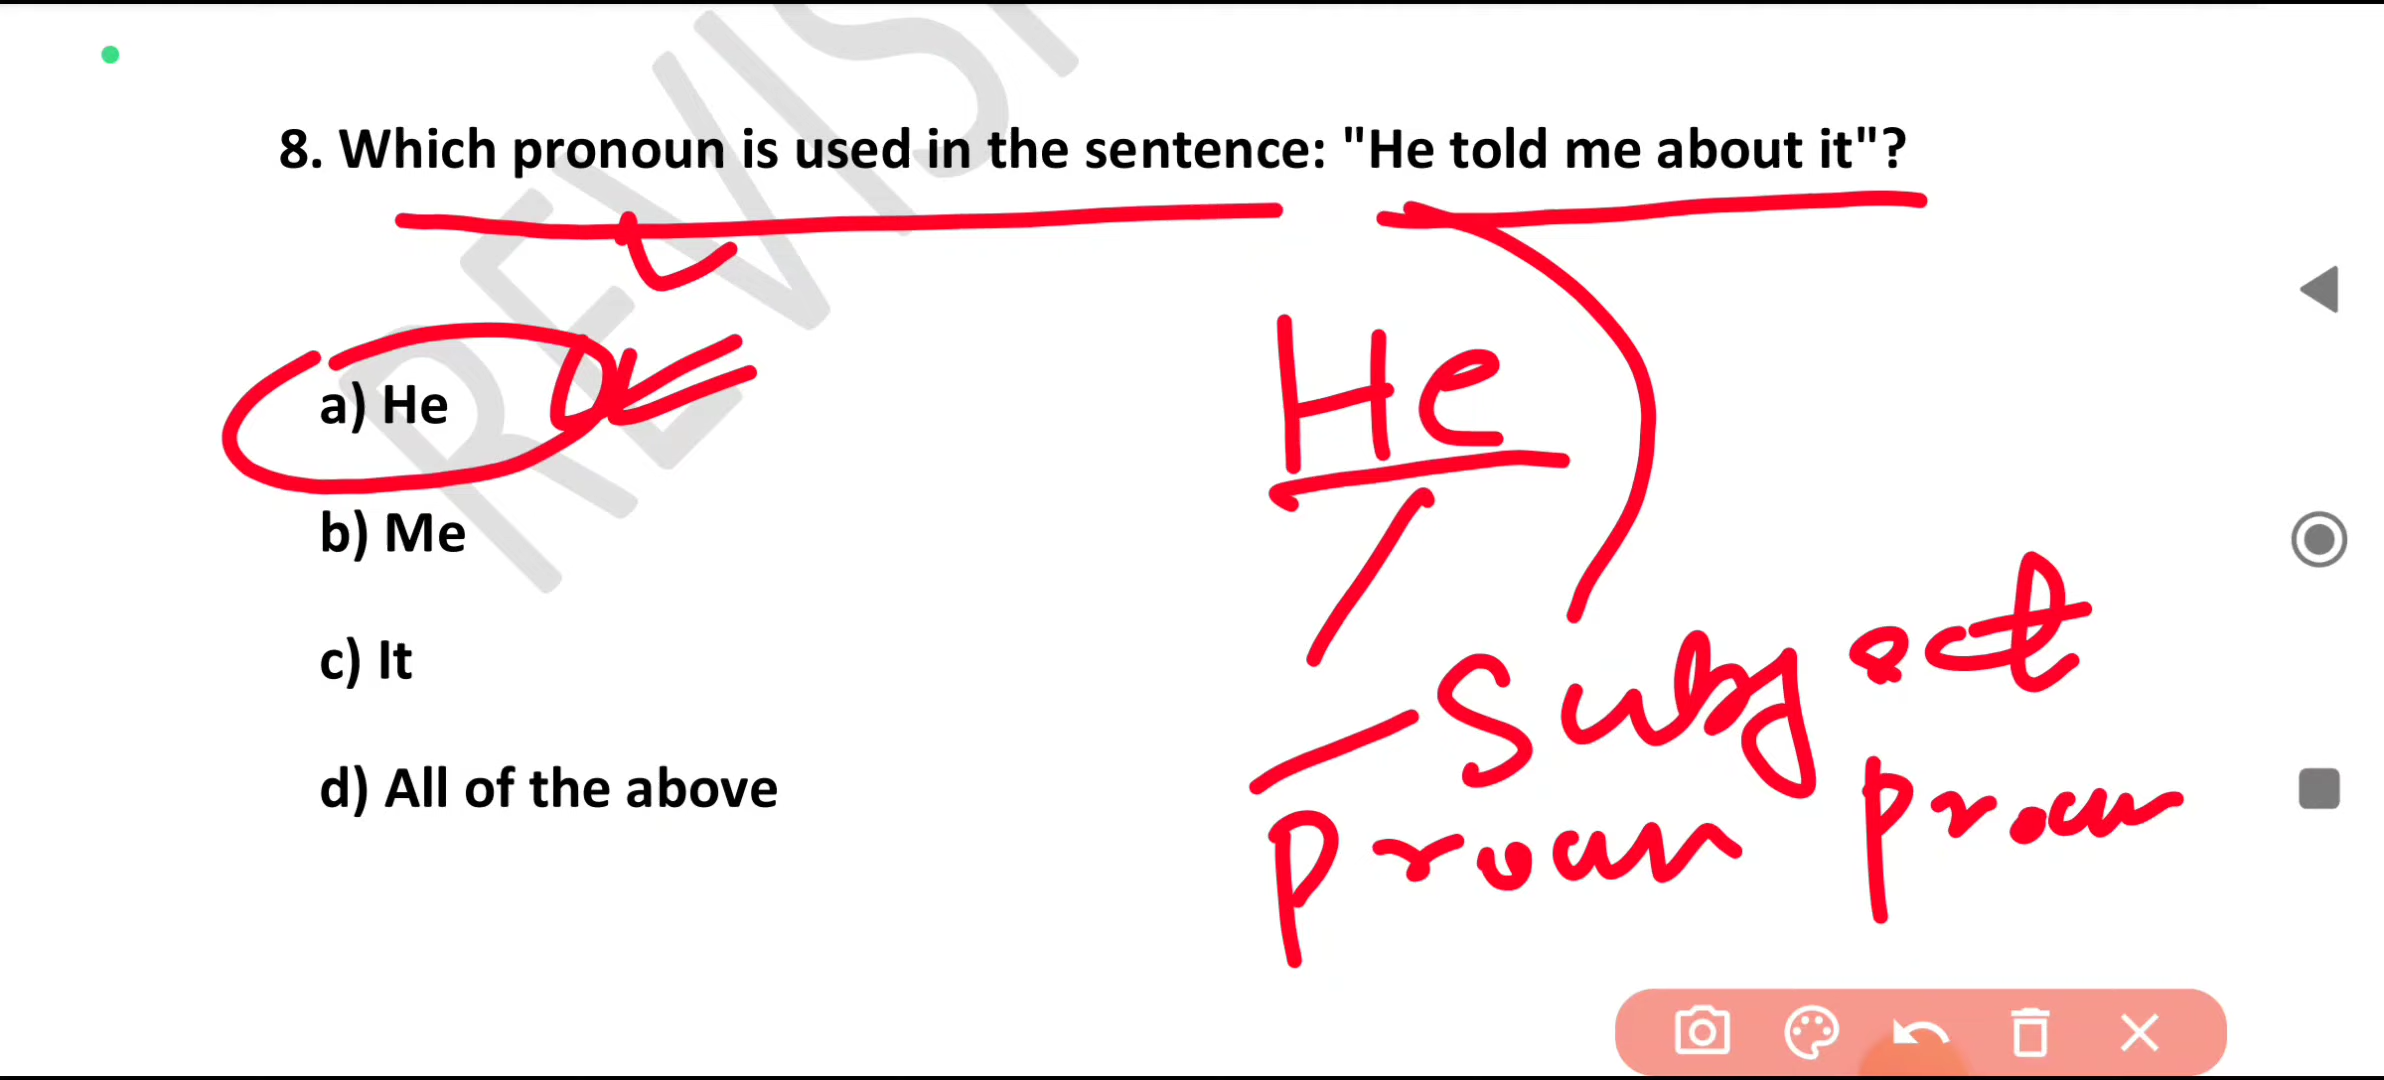 8. Which pronoun is used in the sentence: "He told me about it"?
a) He
He
b) Me
c) It
Subject
d) All of the above